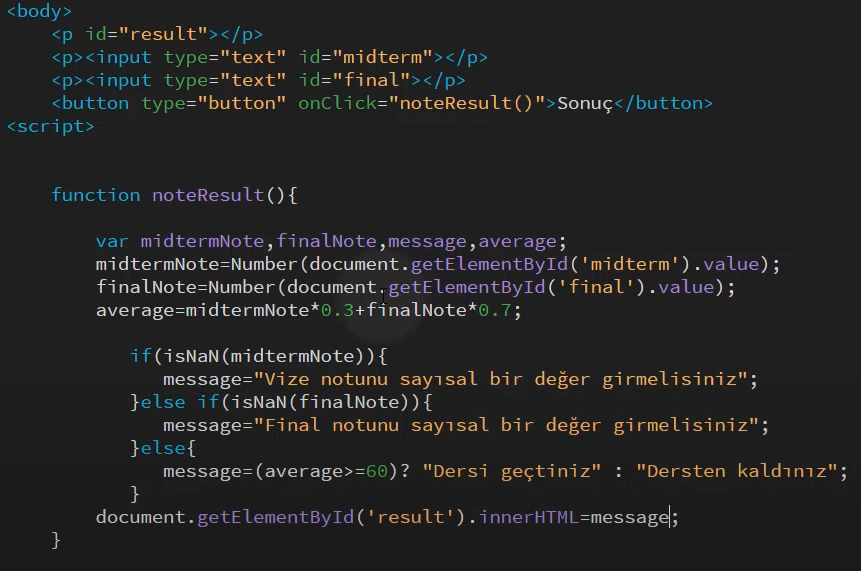 <body>
<p id="result"></p>
<p><input type="text" id="midterm"></p>
<p><input type="text" id="final"></p>
<button type="button" onClick="noteResult()">Sonuç</button>
<script>
function noteResult(){
var midtermNote,finalNote,message,average;
midtermNote=Number(document.getElementById('midterm').value);
finalNote=Number(document.getElementById('final').value);
average=midtermNote*0.3+finalNote*0.7;
if(isNaN(midtermNote)){
message="Vize notunu sayısal bir değer girmelisiniz";
}else if(isNaN(finalNote)){
message="Final notunu sayısal bir değer girmelisiniz";
}else{
message=(average>=60)? "Dersi geçtiniz" : "Dersten kaldınız";
}
document.getElementById('result').innerHTML=message;
}